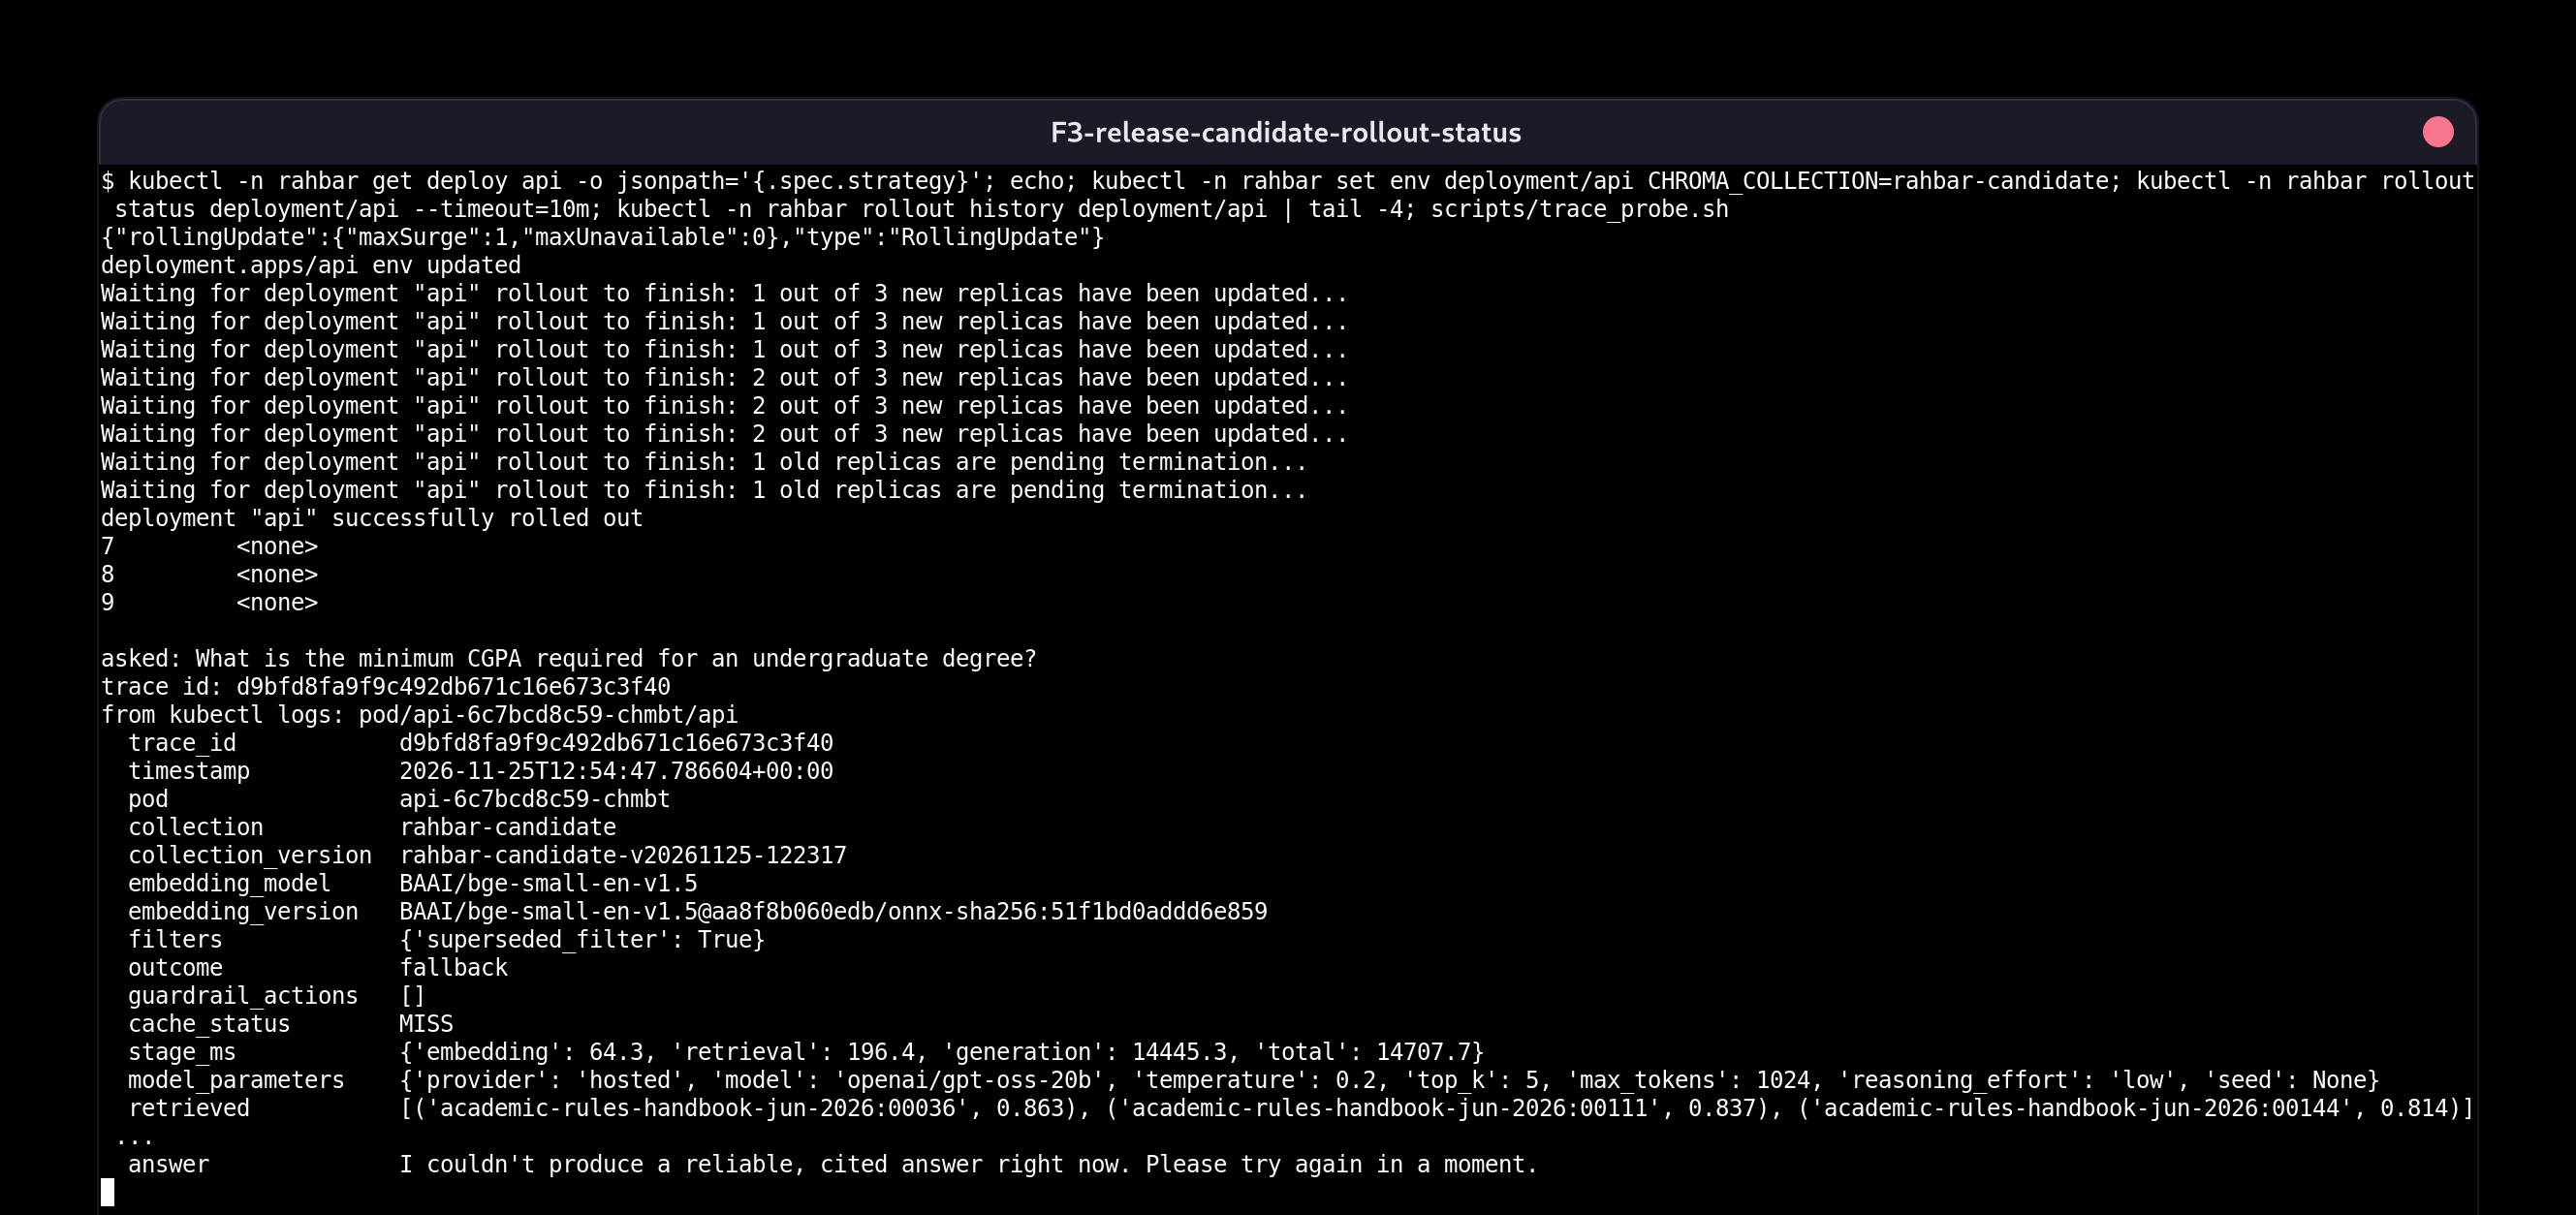 F3-release-candidate-rollout-status
$ kubectl -n rahbar get deploy api -o jsonpath='{.spec.strategy}'; echo; kubectl -n rahbar set env deployment/api CHROMA_COLLECTION=rahbar-candidate; kubectl -n rahbar rollout
 status deployment/api --timeout=10m; kubectl -n rahbar rollout history deployment/api | tail -4; scripts/trace_probe.sh
{"rollingUpdate":{"maxSurge":1,"maxUnavailable":0},"type":"RollingUpdate"}
deployment.apps/api env updated
Waiting for deployment "api" rollout to finish: 1 out of 3 new replicas have been updated...
Waiting for deployment "api" rollout to finish: 1 out of 3 new replicas have been updated...
Waiting for deployment "api" rollout to finish: 1 out of 3 new replicas have been updated...
Waiting for deployment "api" rollout to finish: 2 out of 3 new replicas have been updated...
Waiting for deployment "api" rollout to finish: 2 out of 3 new replicas have been updated...
Waiting for deployment "api" rollout to finish: 2 out of 3 new replicas have been updated...
Waiting for deployment "api" rollout to finish: 1 old replicas are pending termination...
Waiting for deployment "api" rollout to finish: 1 old replicas are pending termination...
deployment "api" successfully rolled out
7         <none>
8         <none>
9         <none>

asked: What is the minimum CGPA required for an undergraduate degree?
trace id: d9bfd8fa9f9c492db671c16e673c3f40
from kubectl logs: pod/api-6c7bcd8c59-chmbt/api
  trace_id            d9bfd8fa9f9c492db671c16e673c3f40
  timestamp           2026-11-25T12:54:47.786604+00:00
  pod                 api-6c7bcd8c59-chmbt
  collection          rahbar-candidate
  collection_version  rahbar-candidate-v20261125-122317
  embedding_model     BAAI/bge-small-en-v1.5
  embedding_version   BAAI/bge-small-en-v1.5@aa8f8b060edb/onnx-sha256:51f1bd0addd6e859
  filters             {'superseded_filter': True}
  outcome             fallback
  guardrail_actions   []
  cache_status        MISS
  stage_ms            {'embedding': 64.3, 'retrieval': 196.4, 'generation': 14445.3, 'total': 14707.7}
  model_parameters    {'provider': 'hosted', 'model': 'openai/gpt-oss-20b', 'temperature': 0.2, 'top_k': 5, 'max_tokens': 1024, 'reasoning_effort': 'low', 'seed': None}
  retrieved           [('academic-rules-handbook-jun-2026:00036', 0.863), ('academic-rules-handbook-jun-2026:00111', 0.837), ('academic-rules-handbook-jun-2026:00144', 0.814)]
 ...
  answer              I couldn't produce a reliable, cited answer right now. Please try again in a moment.